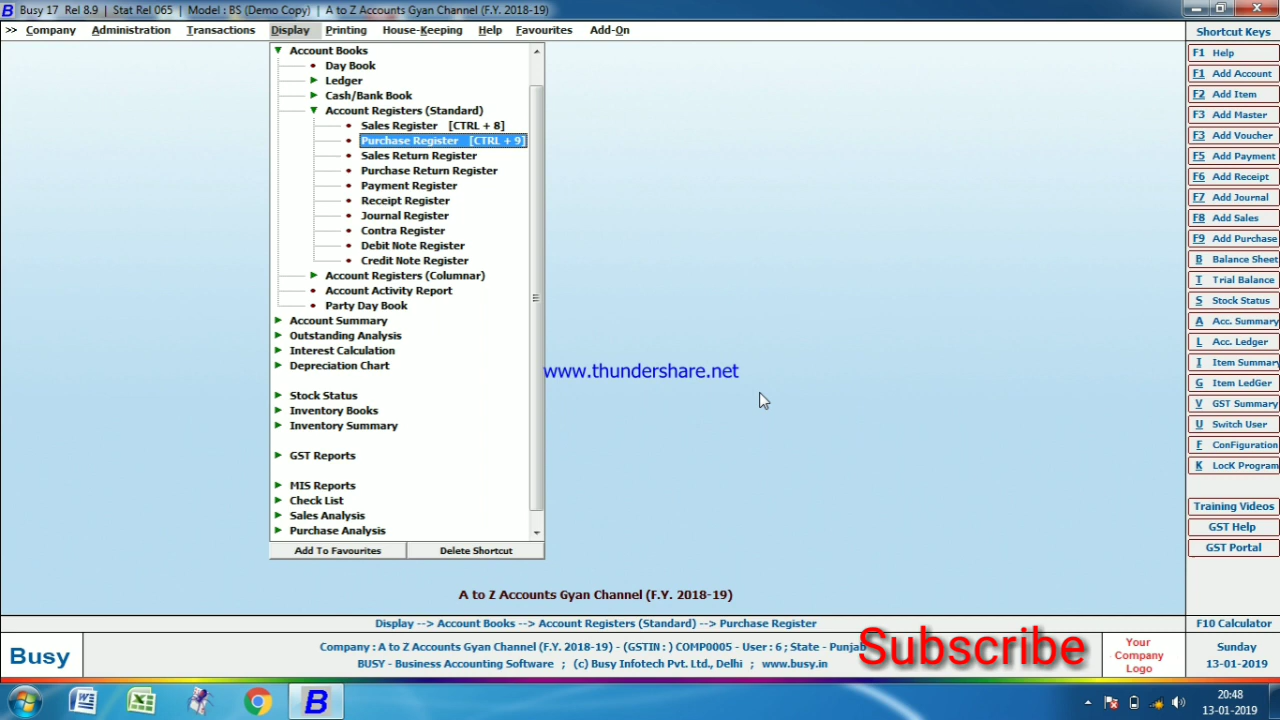 Busy 17 Rel 8.9 | Stat Rel 065 | Model : BS (Demo Copy) | A to Z Accounts Gyan Channel (F.Y. 2018-19)
>> Company Administration Transactions Display Printing House-Keeping Help Favourites Add-On
Account Books
Day Book
Ledger
Cash/Bank Book
Account Registers (Standard)
Sales Register [CTRL + 8]
Purchase Register [CTRL + 9]
Sales Return Register
Purchase Return Register
Payment Register
Receipt Register
Journal Register
Contra Register
Debit Note Register
Credit Note Register
Account Registers (Columnar)
Account Activity Report
Party Day Book
Account Summary
Outstanding Analysis
Interest Calculation
Depreciation Chart
Stock Status
Inventory Books
Inventory Summary
GST Reports
MIS Reports
Check List
Sales Analysis
Purchase Analysis
Add To Favourites Delete Shortcut
www.thundershare.net
Shortcut Keys
F1 Help
F1 Add Account
F2 Add Item
F3 Add Master
F3 Add Voucher
F5 Add Payment
F6 Add Receipt
F7 Add Journal
F8 Add Sales
F9 Add Purchase
B Balance Sheet
T Trial Balance
S Stock Status
A Acc. Summary
L Acc. Ledger
I Item Summary
G Item LedGer
V GST Summary
U Switch User
F ConFiguration
K LocK Program
Training Videos
GST Help
GST Portal
A to Z Accounts Gyan Channel (F.Y. 2018-19)
Display --> Account Books --> Account Registers (Standard) --> Purchase Register
F10 Calculator
Busy
Company : A to Z Accounts Gyan Channel (F.Y. 2018-19) - (GSTIN : ) COMP0005 - User : 6 ; State - Punjab
BUSY - Business Accounting Software ; (c) Busy Infotech Pvt. Ltd., Delhi ; www.busy.in
Subscribe
Your
Company
Logo
Sunday
13-01-2019
20:48
13-01-2019